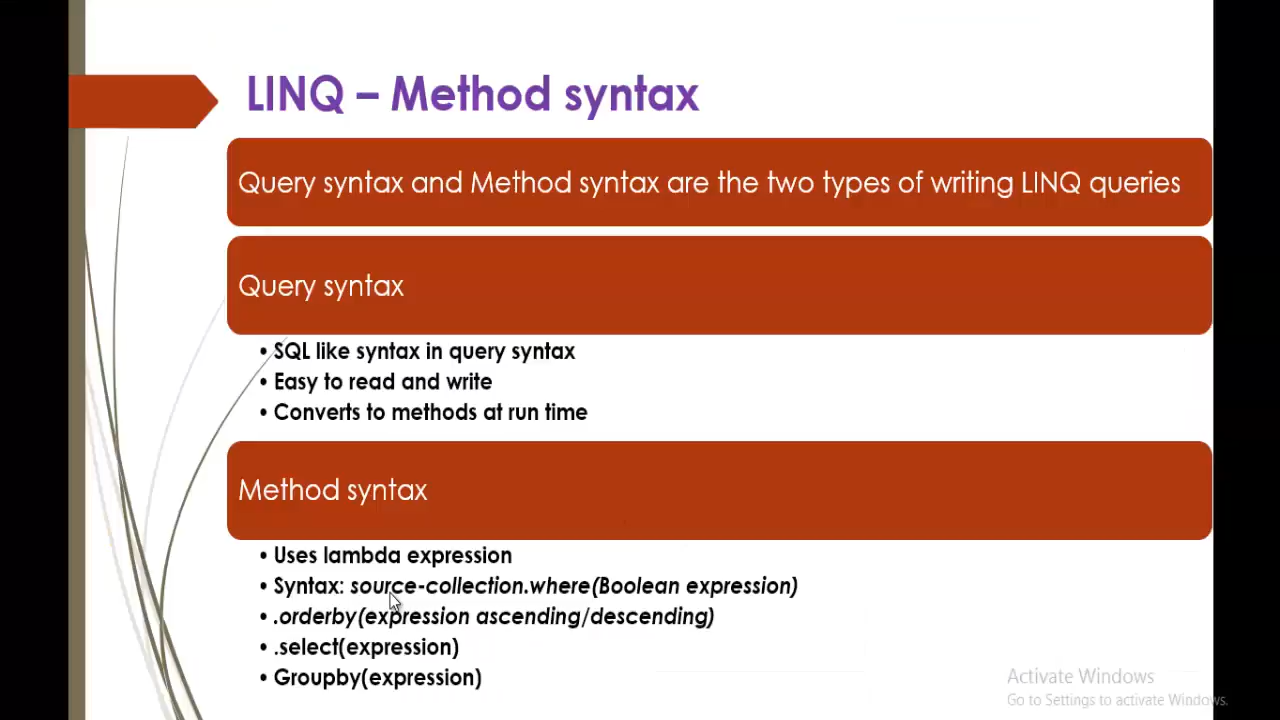 LINQ – Method syntax
Query syntax and Method syntax are the two types of writing LINQ queries
Query syntax
• SQL like syntax in query syntax
• Easy to read and write
• Converts to methods at run time
Method syntax
• Uses lambda expression
• Syntax: source-collection.where(Boolean expression)
• .orderby(expression ascending/descending)
• .select(expression)
• Groupby(expression)
Activate Windows
Go to Settings to activate Windows.